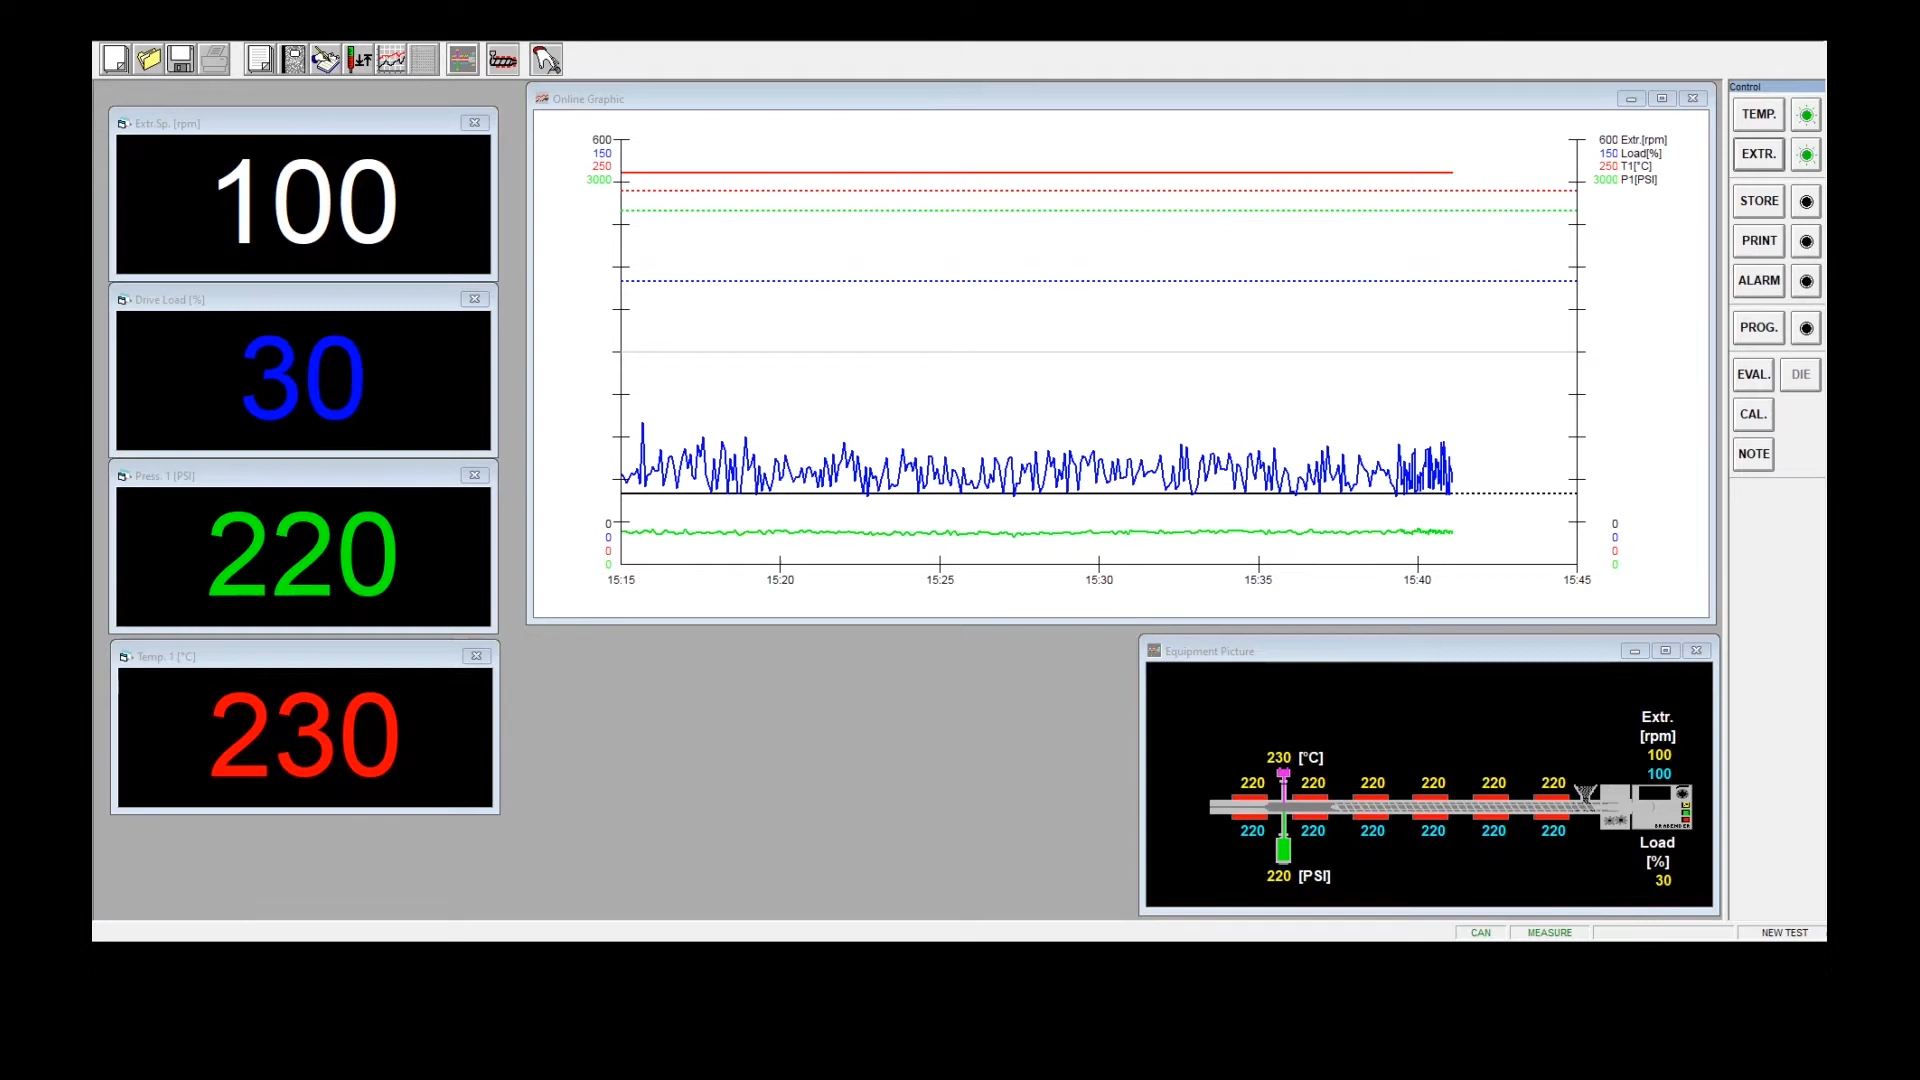 Extr.Sp. [rpm]
100
Drive Load [%]
30
Press. 1 [PSI]
220
Temp. 1 [°C]
230
Online Graphic
600
150
250
3000
600 Extr.[rpm]
150 Load[%]
250 T1[°C]
3000 P1[PSI]
0
0
0
0
0
0
0
0
15:15 15:20 15:25 15:30 15:35 15:40 15:45
Equipment Picture
Extr.
[rpm]
100
100
230 [°C]
220 220 220 220 220 220
220 220 220 220 220 220
220 [PSI]
BRABENDER
Load
[%]
30
Control
TEMP.
EXTR.
STORE
PRINT
ALARM
PROG.
EVAL. DIE
CAL.
NOTE
CAN MEASURE NEW TEST